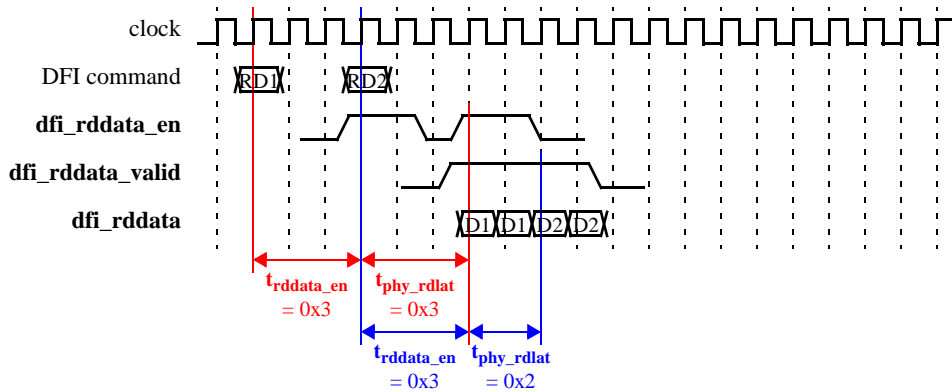 clock
DFI command
RD1 RD2
dfi_rddata_en
dfi_rddata_valid
dfi_rddata
D1 D1 D2 D2
trddata_en tphy_rdlat
= 0x3 = 0x3
trddata_en tphy_rdlat
= 0x3 = 0x2